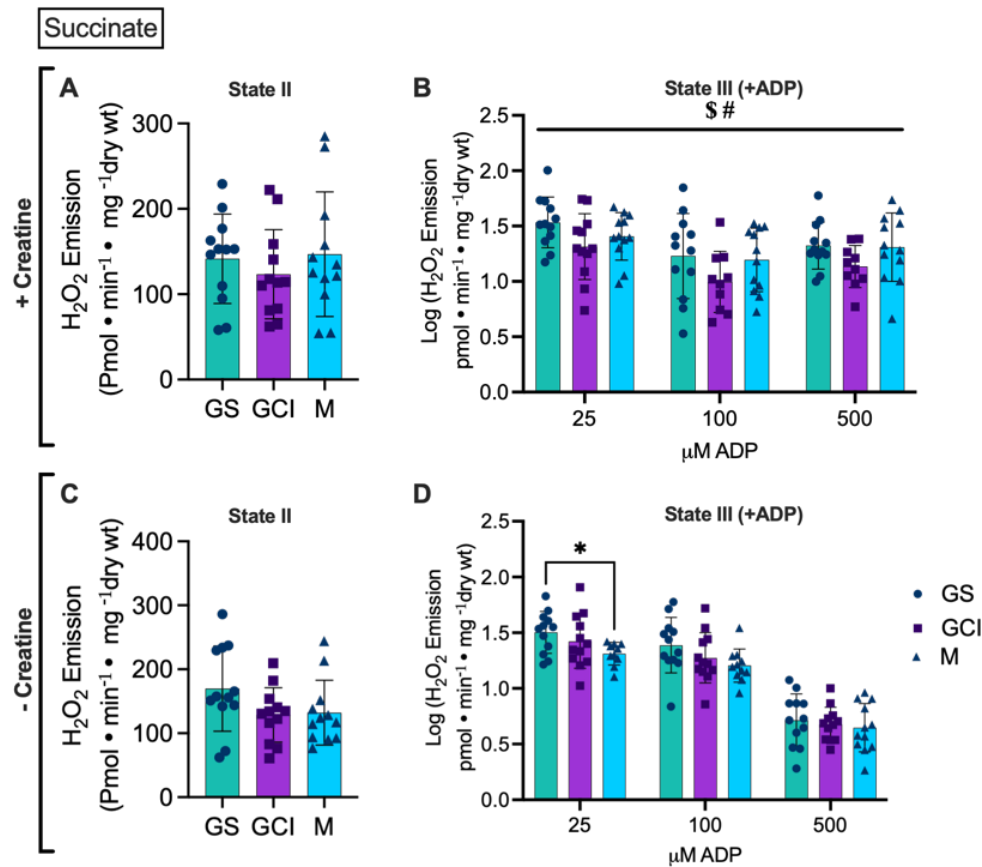 Succinate
+ Creatine
A
State II
H₂O₂ Emission
(Pmol • min⁻¹ • mg ⁻¹dry wt)
300
200
100
0
GS GCI M
B
State III (+ADP)
$ #
Log (H₂O₂ Emission
pmol • min⁻¹ • mg ⁻¹dry wt)
2.5
2.0
1.5
1.0
0.5
0.0
25 100 500
μM ADP
- Creatine
C
State II
H₂O₂ Emission
(Pmol • min⁻¹ • mg ⁻¹dry wt)
400
300
200
100
0
GS GCI M
D
State III (+ADP)
*
Log (H₂O₂ Emission
pmol • min⁻¹ • mg ⁻¹dry wt)
2.5
2.0
1.5
1.0
0.5
0.0
25 100 500
μM ADP
GS
GCI
M